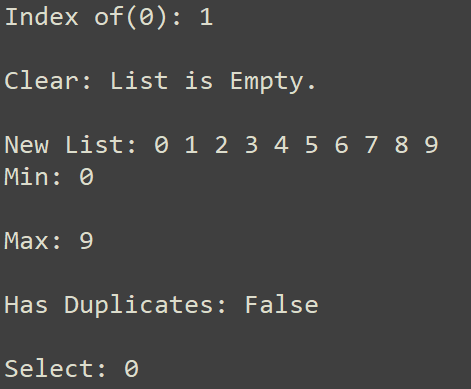 Index of(0): 1
Clear: List is Empty.
New List: 0 1 2 3 4 5 6 7 8 9
Min: 0
Max: 9
Has Duplicates: False
Select: 0